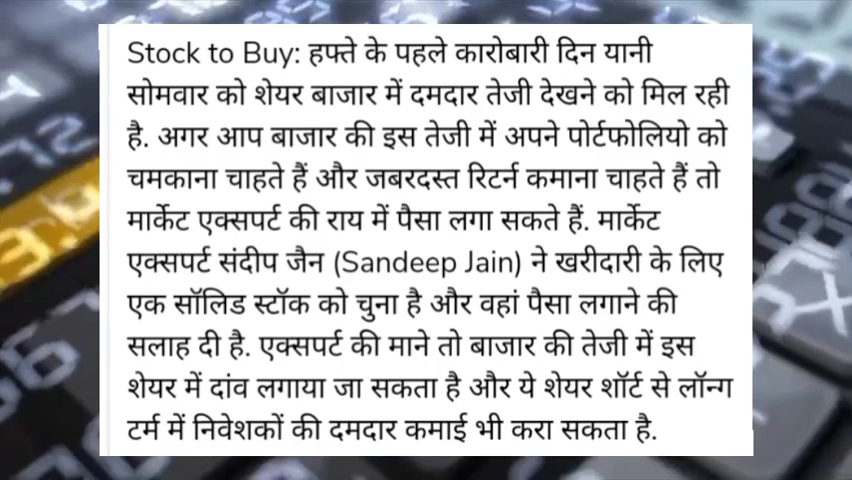 Stock to Buy: हफ्ते के पहले कारोबारी दिन यानी
सोमवार को शेयर बाजार में दमदार तेजी देखने को मिल रही
है. अगर आप बाजार की इस तेजी में अपने पोर्टफोलियो को
चमकाना चाहते हैं और जबरदस्त रिटर्न कमाना चाहते हैं तो
मार्केट एक्सपर्ट की राय में पैसा लगा सकते हैं. मार्केट
एक्सपर्ट संदीप जैन (Sandeep Jain) ने खरीदारी के लिए
एक सॉलिड स्टॉक को चुना है और वहां पैसा लगाने की
सलाह दी है. एक्सपर्ट की माने तो बाजार की तेजी में इस
शेयर में दांव लगाया जा सकता है और ये शेयर शॉर्ट से लॉन्ग
टर्म में निवेशकों की दमदार कमाई भी करा सकता है.